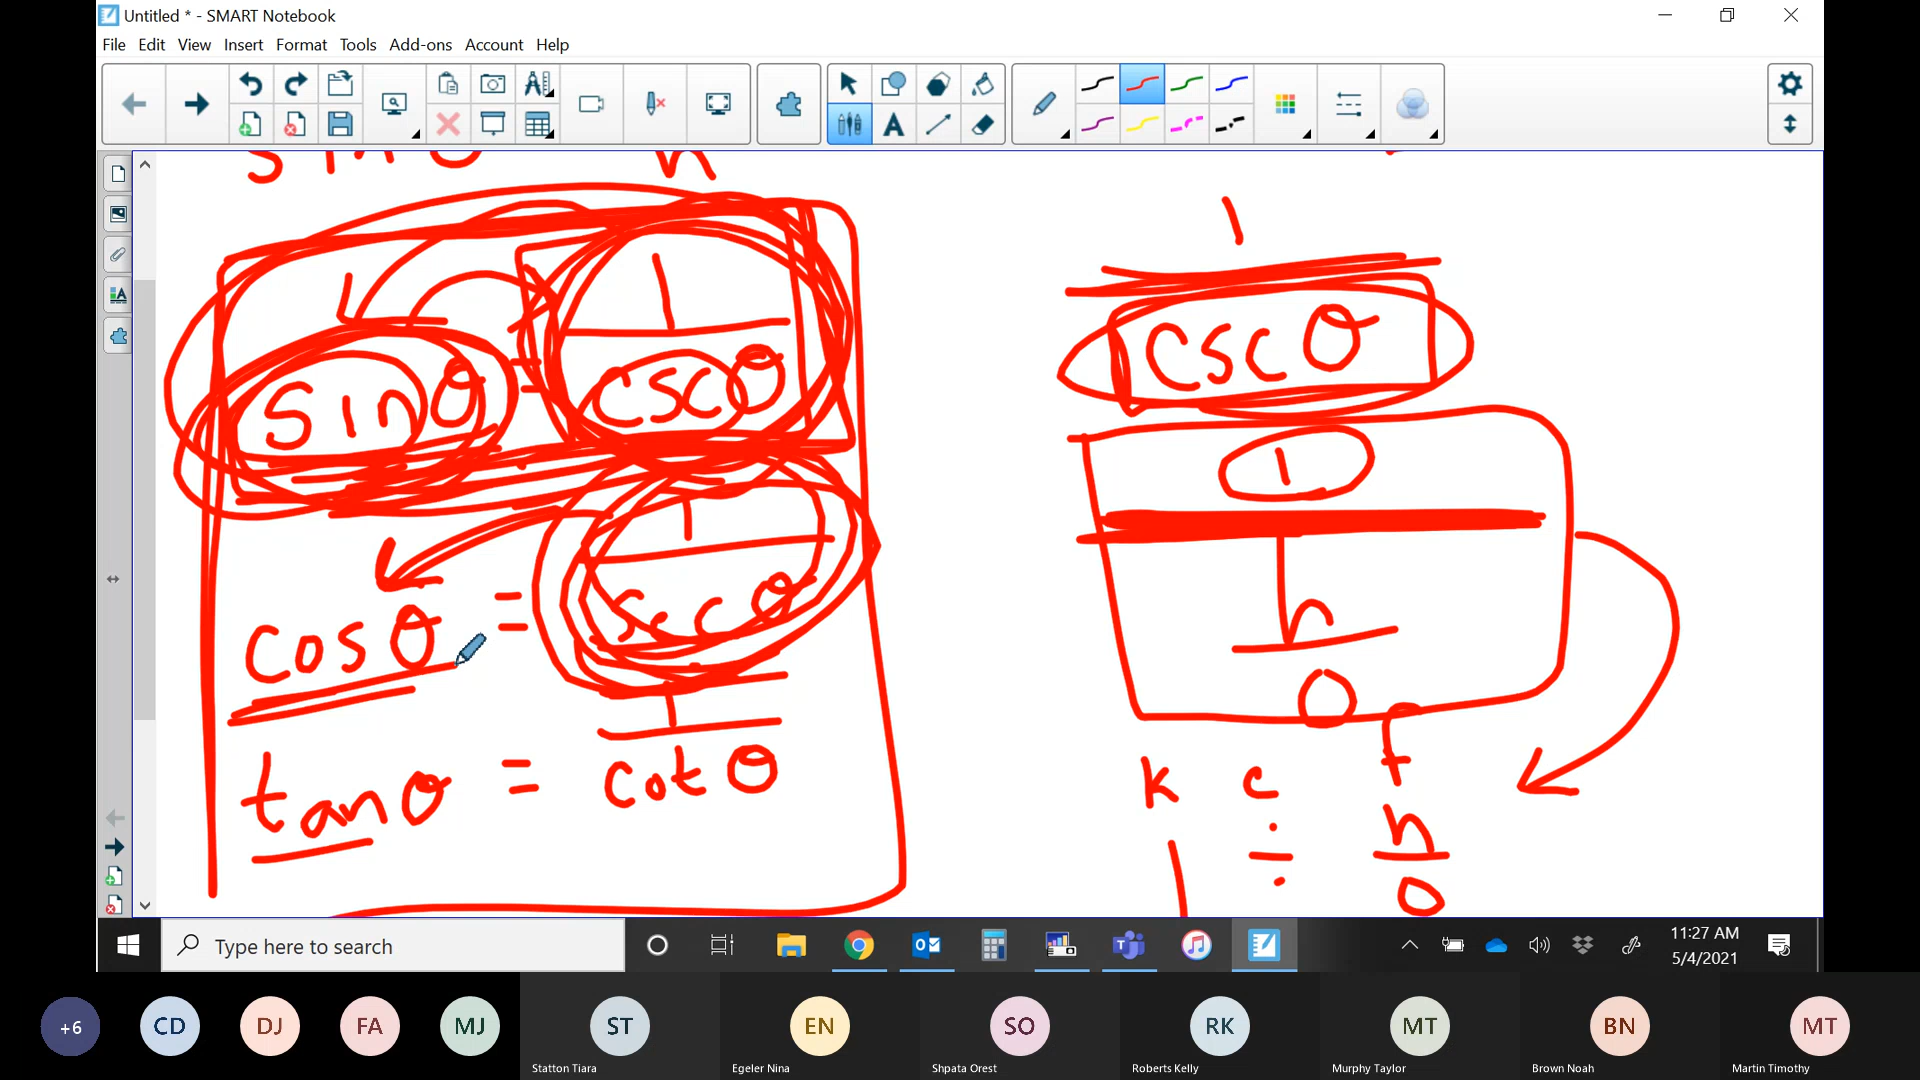 Untitled * - SMART Notebook
File Edit View Insert Format Tools Add-ons Account Help
sin θ h
1
sinθ = cscθ
1
cosθ = secθ
1
tanθ = cotθ
1
cscθ
1
h
o
k c f
1 ÷ h
o
Type here to search
11:27 AM
5/4/2021
+6 CD DJ FA MJ ST EN SO RK MT BN MT
Statton Tiara Egeler Nina Shpata Orest Roberts Kelly Murphy Taylor Brown Noah Martin Timothy